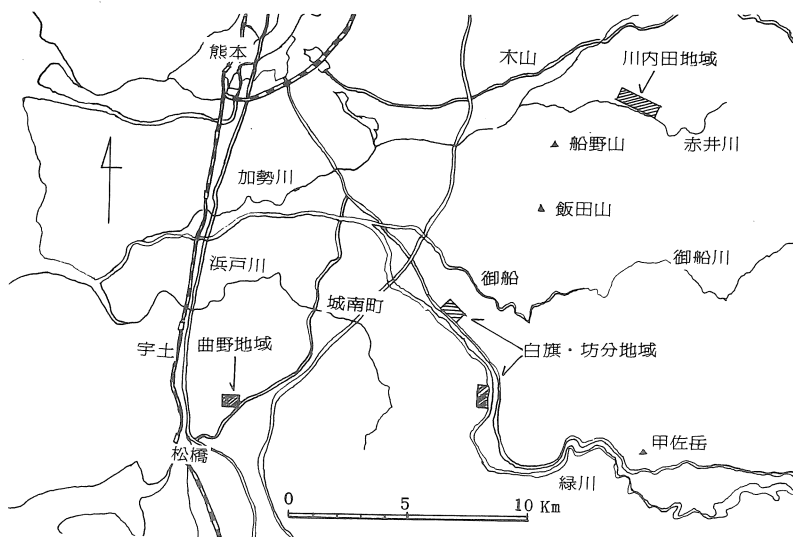 熊本
木山
川内田地域
船野山
赤井川
加勢川
飯田山
浜戸川
御船
御船川
城南町
宇土
曲野地域
白旗・坊分地域
松橋
甲佐岳
緑川
0 5 10 Km